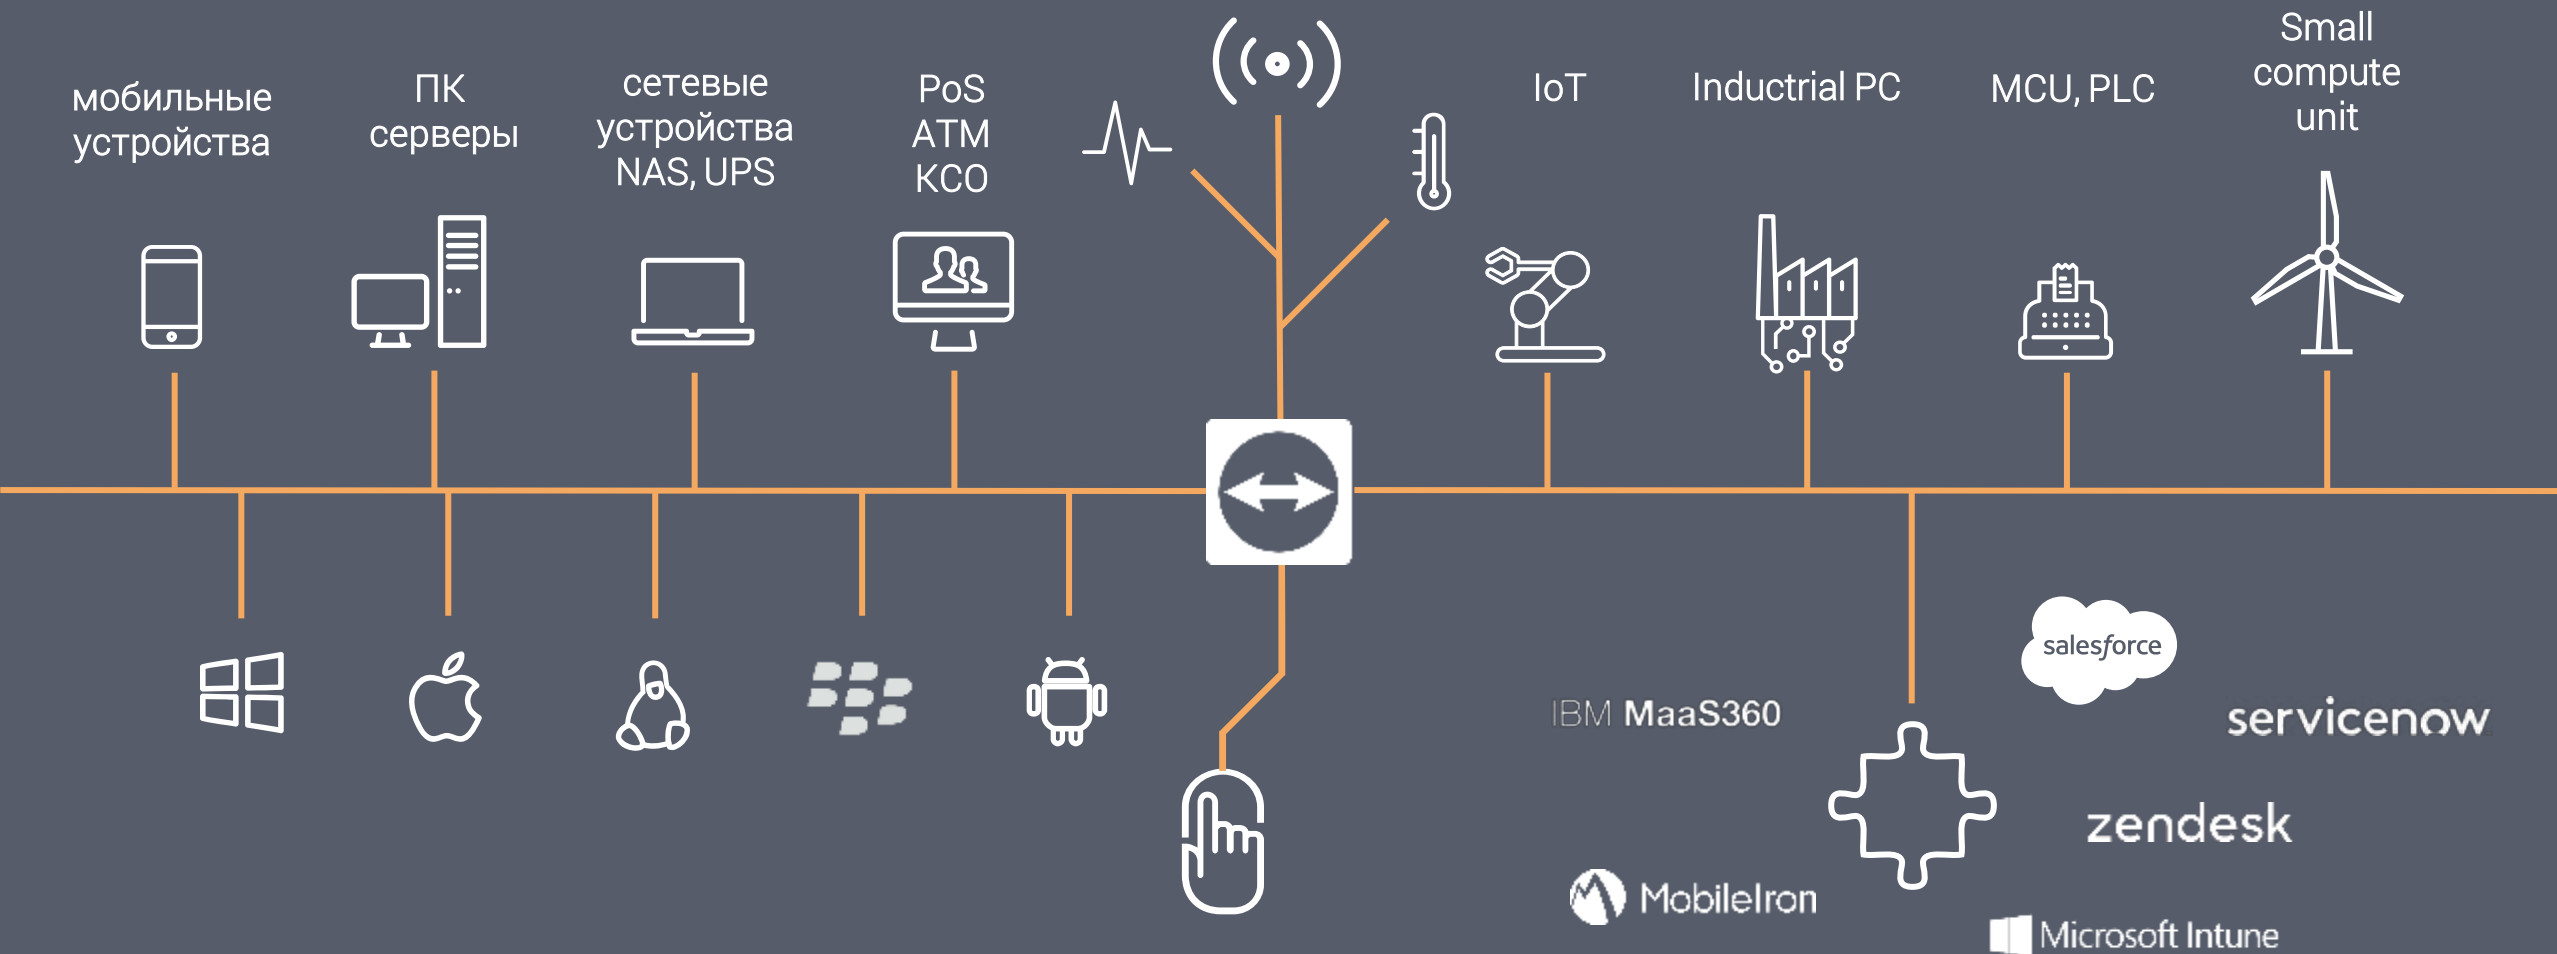 мобильные
устройства
ПК
серверы
сетевые
устройства
NAS, UPS
PoS
ATM
КСО
IoT
Inductrial PC
MCU, PLC
Small
compute
unit
salesforce
IBM MaaS360
servicenow
zendesk
MobileIron
Microsoft Intune